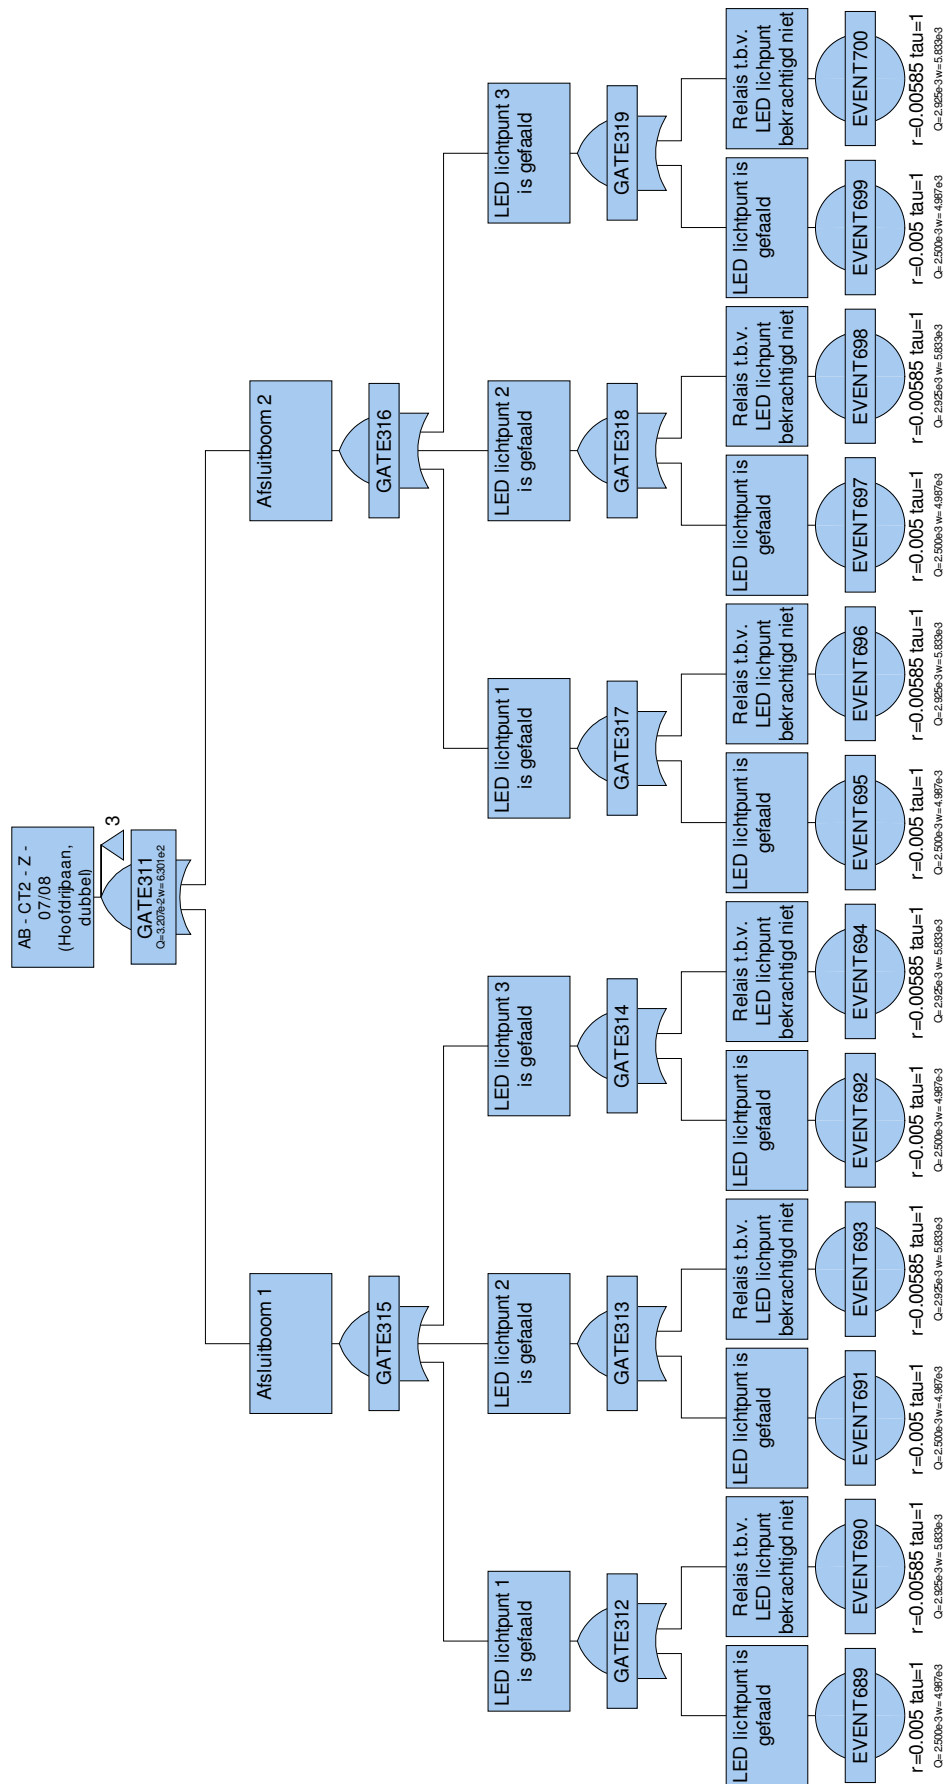 AB - CT2 - Z -
07/08
(Hoofdrijbaan,
dubbel)
3
GATE311
Q=3.207e-2 w=6.301e-2
Afsluitboom 1
GATE315
Afsluitboom 2
GATE316
LED lichtpunt 1
is gefaald
GATE312
LED lichtpunt 2
is gefaald
GATE313
LED lichtpunt 3
is gefaald
GATE314
LED lichtpunt 1
is gefaald
GATE317
LED lichtpunt 2
is gefaald
GATE318
LED lichtpunt 3
is gefaald
GATE319
LED lichtpunt is
gefaald
EVENT689
r=0.005 tau=1
Q=2.500e-3 w=4.987e-3
Relais t.b.v.
LED lichpunt
bekrachtigd niet
EVENT690
r=0.00585 tau=1
Q=2.925e-3 w=5.833e-3
LED lichtpunt is
gefaald
EVENT691
r=0.005 tau=1
Q=2.500e-3 w=4.987e-3
Relais t.b.v.
LED lichpunt
bekrachtigd niet
EVENT693
r=0.00585 tau=1
Q=2.925e-3 w=5.833e-3
LED lichtpunt is
gefaald
EVENT692
r=0.005 tau=1
Q=2.500e-3 w=4.987e-3
Relais t.b.v.
LED lichpunt
bekrachtigd niet
EVENT694
r=0.00585 tau=1
Q=2.925e-3 w=5.833e-3
LED lichtpunt is
gefaald
EVENT695
r=0.005 tau=1
Q=2.500e-3 w=4.987e-3
Relais t.b.v.
LED lichpunt
bekrachtigd niet
EVENT696
r=0.00585 tau=1
Q=2.925e-3 w=5.833e-3
LED lichtpunt is
gefaald
EVENT697
r=0.005 tau=1
Q=2.500e-3 w=4.987e-3
Relais t.b.v.
LED lichpunt
bekrachtigd niet
EVENT698
r=0.00585 tau=1
Q=2.925e-3 w=5.833e-3
LED lichtpunt is
gefaald
EVENT699
r=0.005 tau=1
Q=2.500e-3 w=4.987e-3
Relais t.b.v.
LED lichpunt
bekrachtigd niet
EVENT700
r=0.00585 tau=1
Q=2.925e-3 w=5.833e-3